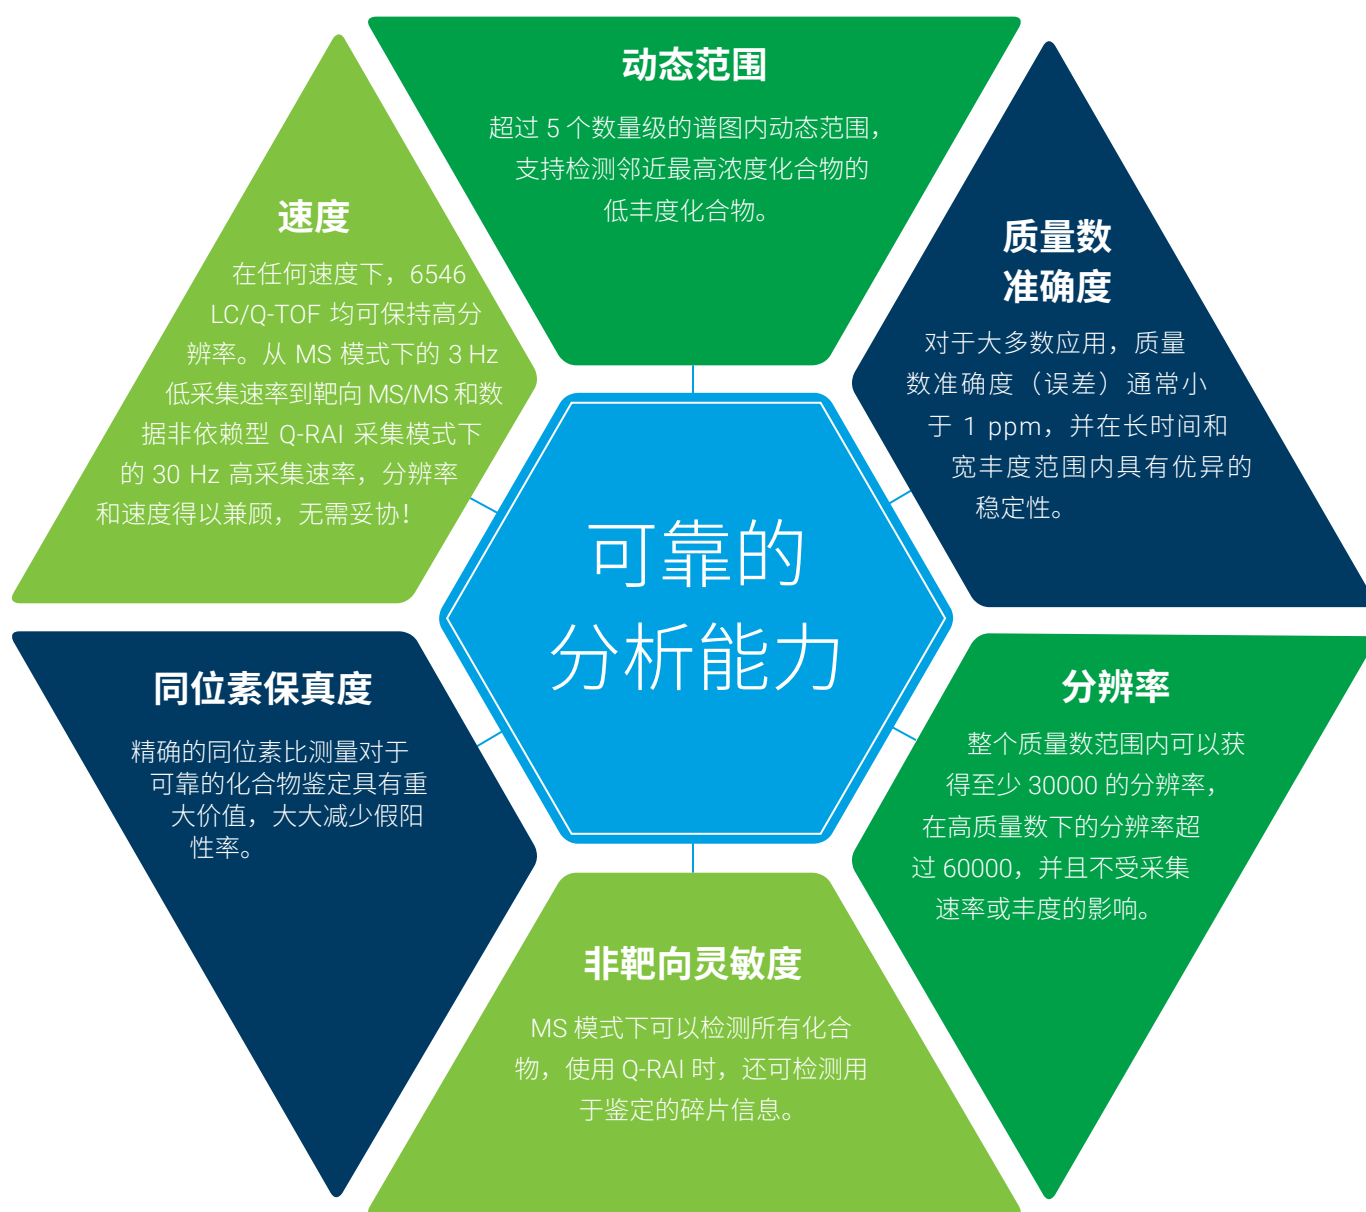 动态范围
超过 5 个数量级的谱图内动态范围，
支持检测邻近最高浓度化合物的
低丰度化合物。
速度
在任何速度下，6546
LC/Q-TOF 均可保持高分
辨率。从 MS 模式下的 3 Hz
低采集速率到靶向 MS/MS 和数
据非依赖型 Q-RAI 采集模式下
的 30 Hz 高采集速率，分辨率
和速度得以兼顾，无需妥协！
质量数
准确度
对于大多数应用，质量
数准确度（误差）通常小
于 1 ppm，并在长时间和
宽丰度范围内具有优异的
稳定性。
可靠的
分析能力
同位素保真度
精确的同位素比测量对于
可靠的化合物鉴定具有重
大价值，大大减少假阳
性率。
分辨率
整个质量数范围内可以获
得至少 30000 的分辨率，
在高质量数下的分辨率超
过 60000，并且不受采集
速率或丰度的影响。
非靶向灵敏度
MS 模式下可以检测所有化合
物，使用 Q-RAI 时，还可检测用
于鉴定的碎片信息。